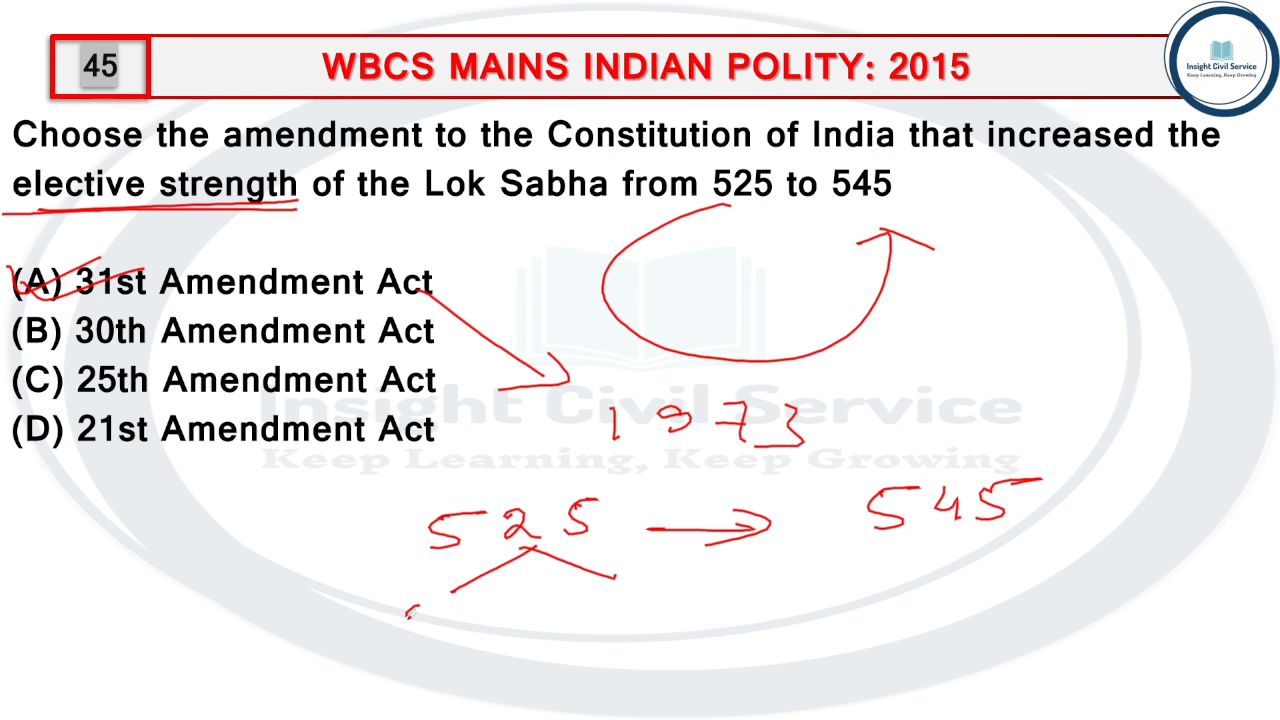 45
WBCS MAINS INDIAN POLITY: 2015
Insight Civil Service
Keep Learning, Keep Growing
Choose the amendment to the Constitution of India that increased the
elective strength of the Lok Sabha from 525 to 545
(A) 31st Amendment Act
(B) 30th Amendment Act
(C) 25th Amendment Act
(D) 21st Amendment Act
Insight Civil Service
Keep Learning, Keep Growing
1973
525 → 545